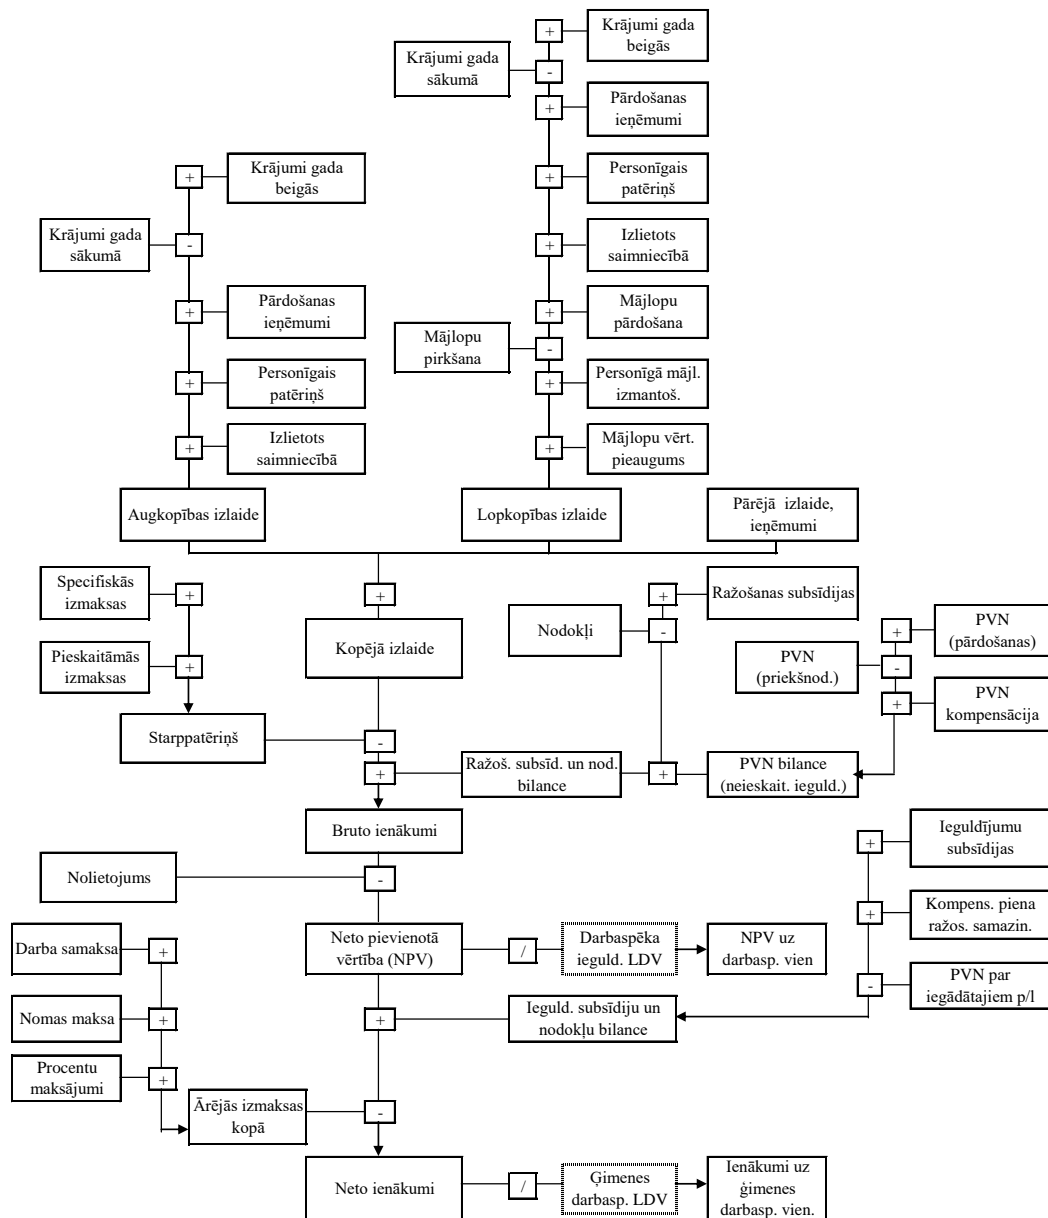 Krājumi gada
beigās
+
Krājumi gada
sākumā
-
+
Pārdošanas
ieņēmumi
+
Krājumi gada
beigās
+
Personīgais
patēriņš
Krājumi gada
sākumā
-
+
Izlietots
saimniecībā
+
Pārdošanas
ieņēmumi
+
Mājlopu
pārdošana
Mājlopu
pirkšana
-
+
Personīgais
patēriņš
+
Personīgā mājl.
izmantoš.
+
Izlietots
saimniecībā
+
Mājlopu vērt.
pieaugums
Augkopības izlaide
Lopkopības izlaide
Pārējā izlaide,
ieņēmumi
Specifiskās
izmaksas
+
+
+
Ražošanas subsīdijas
Nodokļi
-
+
PVN
(pārdošanas)
Pieskaitāmās
izmaksas
+
Kopējā izlaide
PVN
(priekšnod.)
-
+
PVN
kompensācija
Starppatēriņš
-
+
Ražoš. subsīd. un nod.
bilance
+
PVN bilance
(neieskait. ieguld.)
Bruto ienākumi
+
Ieguldījumu
subsīdijas
Nolietojums
-
+
Kompens. piena
ražos. samazin.
Darba samaksa
+
Neto pievienotā
vērtība (NPV)
/
Darbaspēka
ieguld. LDV
NPV uz
darbasp. vien
-
PVN par
iegādātajiem p/l
Nomas maksa
+
+
Ieguld. subsīdiju un
nodokļu bilance
Procentu
maksājumi
+
Ārējās izmaksas
kopā
-
Neto ienākumi
/
Ģimenes
darbasp. LDV
Ienākumi uz
ģimenes
darbasp. vien.